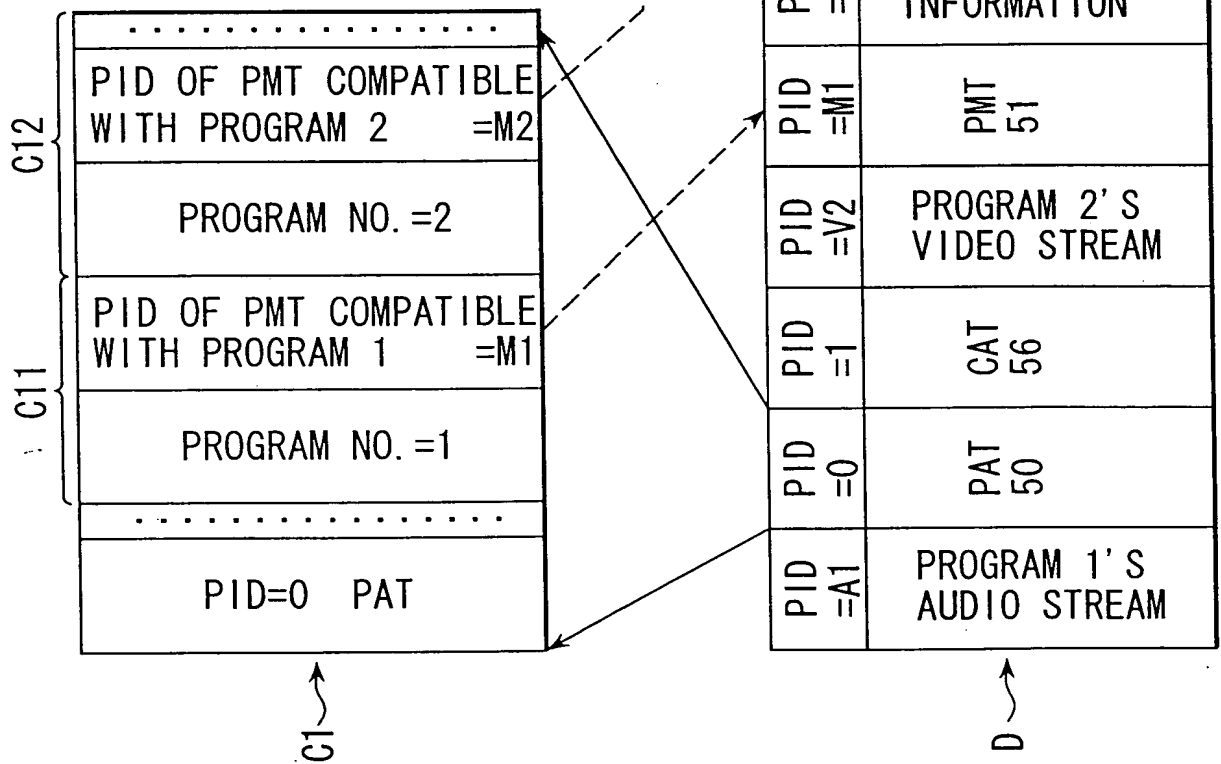 PID OF PMT COMPATIBLE
WITH PROGRAM 2 =M2
PROGRAM NO.=2
PID OF PMT COMPATIBLE
WITH PROGRAM 1 =M1
PROGRAM NO.=1
PID=0 PAT
C12
C11
C1
INFORMATION
PID
=M1
PMT
51
PID
=V2
PROGRAM 2'S
VIDEO STREAM
PID
=1
CAT
56
PID
=0
PAT
50
PID
=A1
PROGRAM 1'S
AUDIO STREAM
D